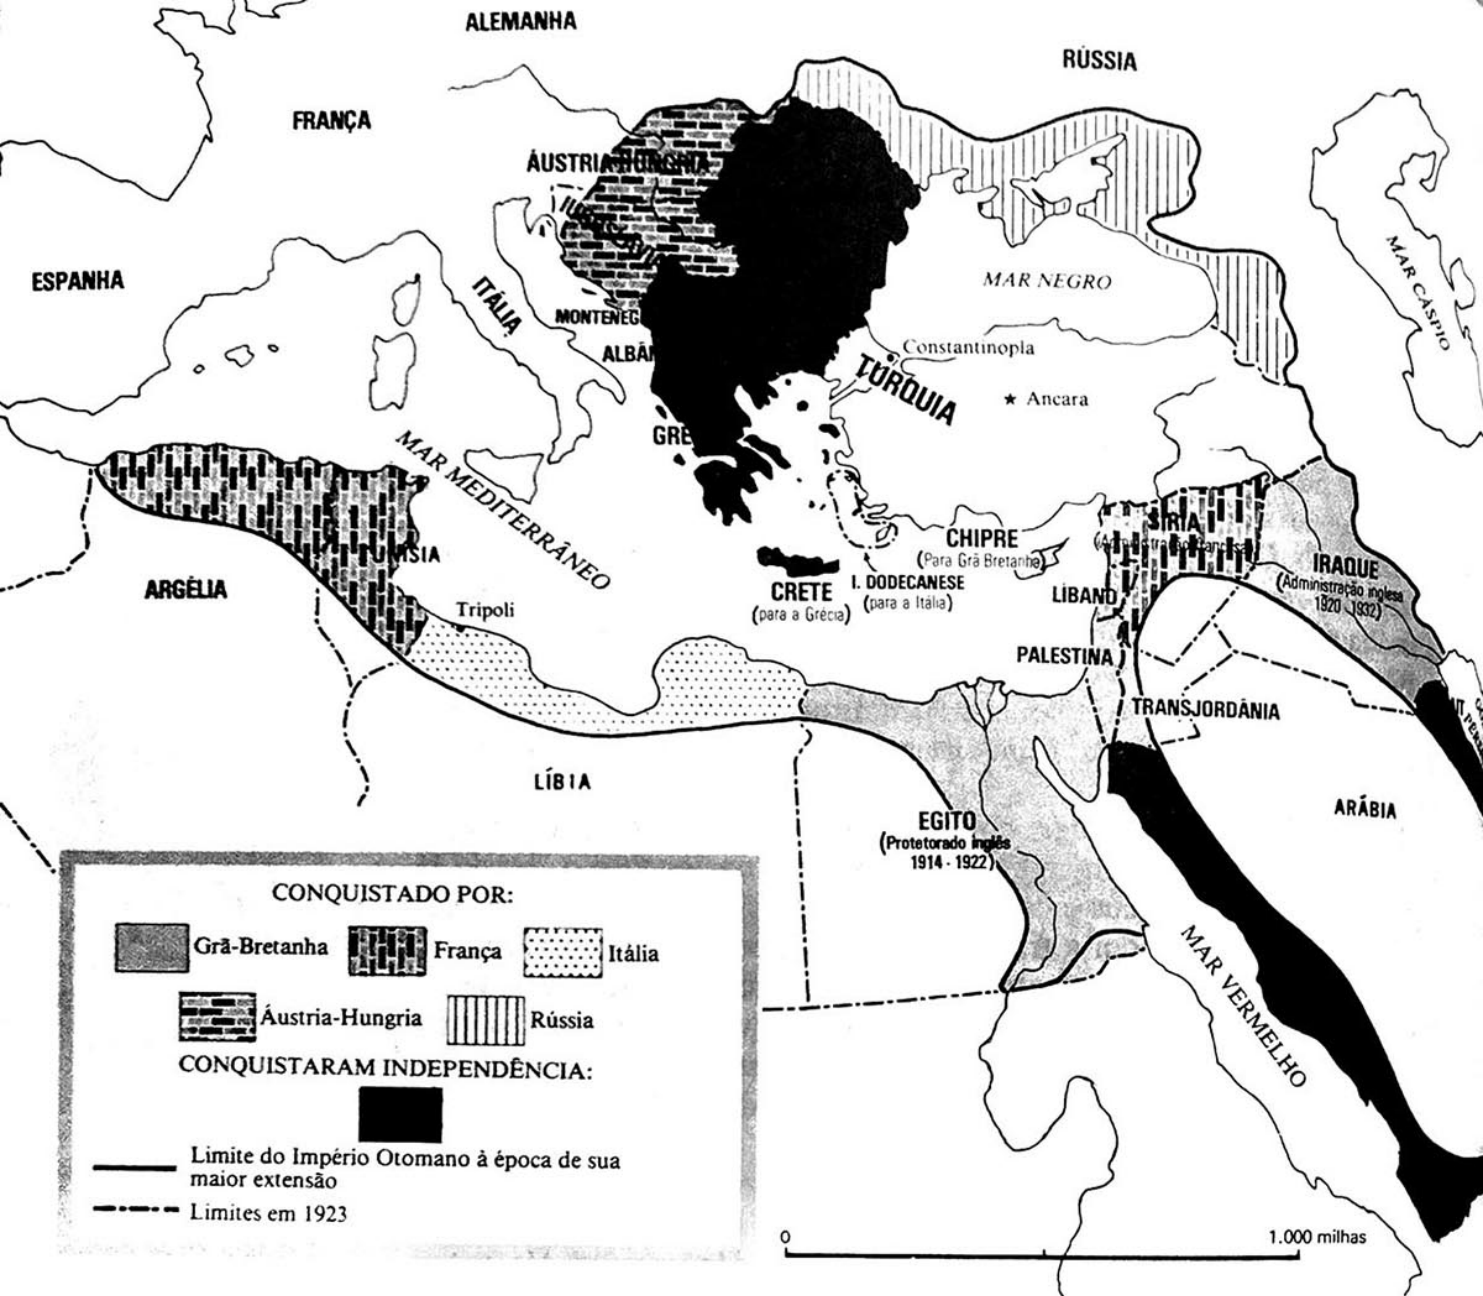 ALEMANHA
RÚSSIA
FRANÇA
ÁUSTRIA-HUNGRIA
ESPANHA
ITÁLIA
MAR NEGRO
MAR CÁSPIO
MONTENEG
ALBÂN
Constantinopla
TURQUIA
Ancara
GRE
MAR MEDITERRÂNEO
SÍRIA
CHIPRE
(Para Grã Bretanha)
IRAQUE
(Administração inglesa
1920 1932)
TUNÍSIA
ARGÉLIA
CRETE
(para a Grécia)
I. DODECANESE
(para a Itália)
LÍBANO
Tripoli
PALESTINA
TRANSJORDÂNIA
LÍBIA
ARÁBIA
EGITO
(Protetorado inglês
1914 - 1922)
MAR VERMELHO
CONQUISTADO POR:
Grã-Bretanha
França
Itália
Áustria-Hungria
Rússia
CONQUISTARAM INDEPENDÊNCIA:
Limite do Império Otomano à época de sua
maior extensão
Limites em 1923
0
1.000 milhas